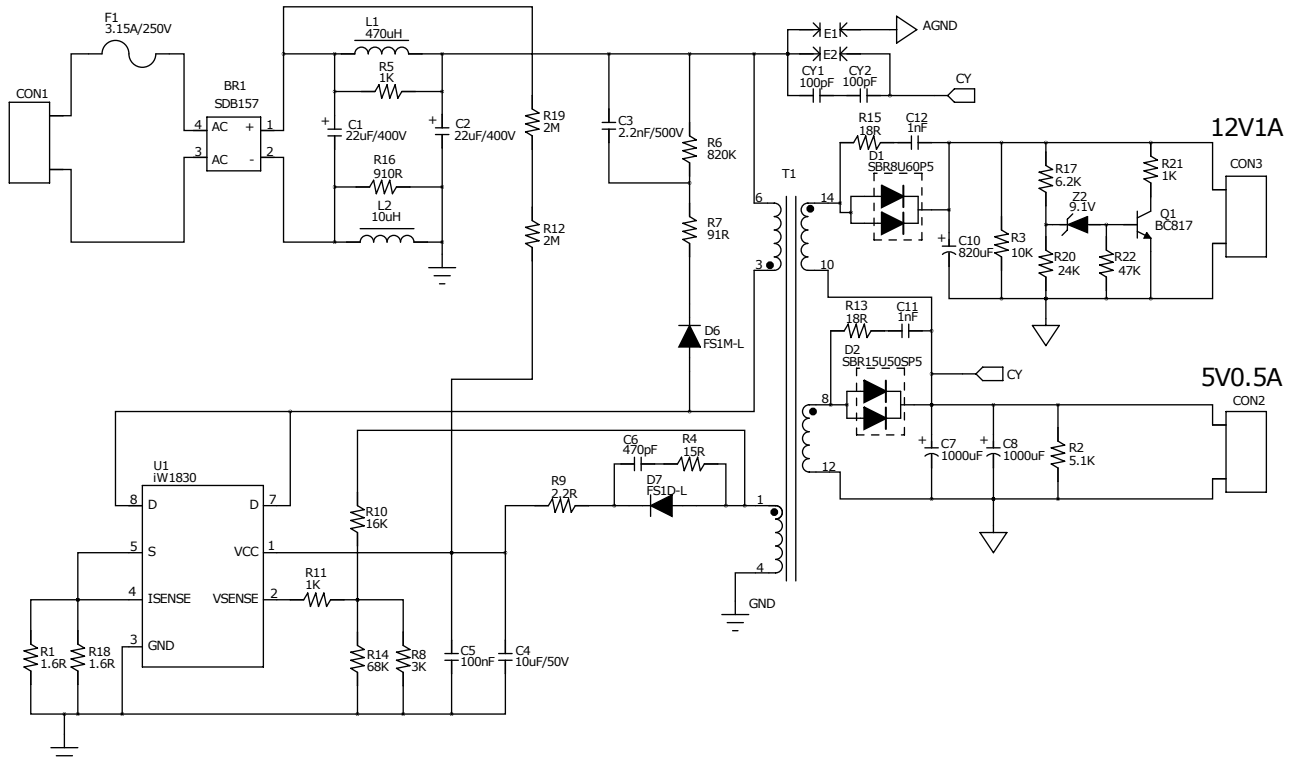 F1
3.15A/250V
CON1
BR1
SDB157
4 AC + 1
3 AC - 2
L1
470uH
R5
1K
+ C1
22uF/400V
+ C2
22uF/400V
R16
910R
L2
10uH
R19
2M
R12
2M
C3
2.2nF/500V
R6
820K
R7
91R
D6
FS1M-L
E1
AGND
E2
CY1
100pF
CY2
100pF
CY
T1
6
3
14
10
8
12
1
4
R15
18R
C12
1nF
D1
SBR8U60P5
+ C10
820uF
R3
10K
R17
6.2K
Z2
9.1V
R20
24K
R22
47K
R21
1K
Q1
BC817
12V1A
CON3
R13
18R
C11
1nF
D2
SBR15U50SP5
CY
5V0.5A
CON2
+ C7
1000uF
+ C8
1000uF
R2
5.1K
C6
470pF
R4
15R
D7
FS1D-L
R9
2.2R
GND
U1
iW1830
8 D D 7
5 S VCC 1
4 ISENSE VSENSE 2
3 GND
R10
16K
R11
1K
R1
1.6R
R18
1.6R
R14
68K
R8
3K
C5
100nF
C4
10uF/50V